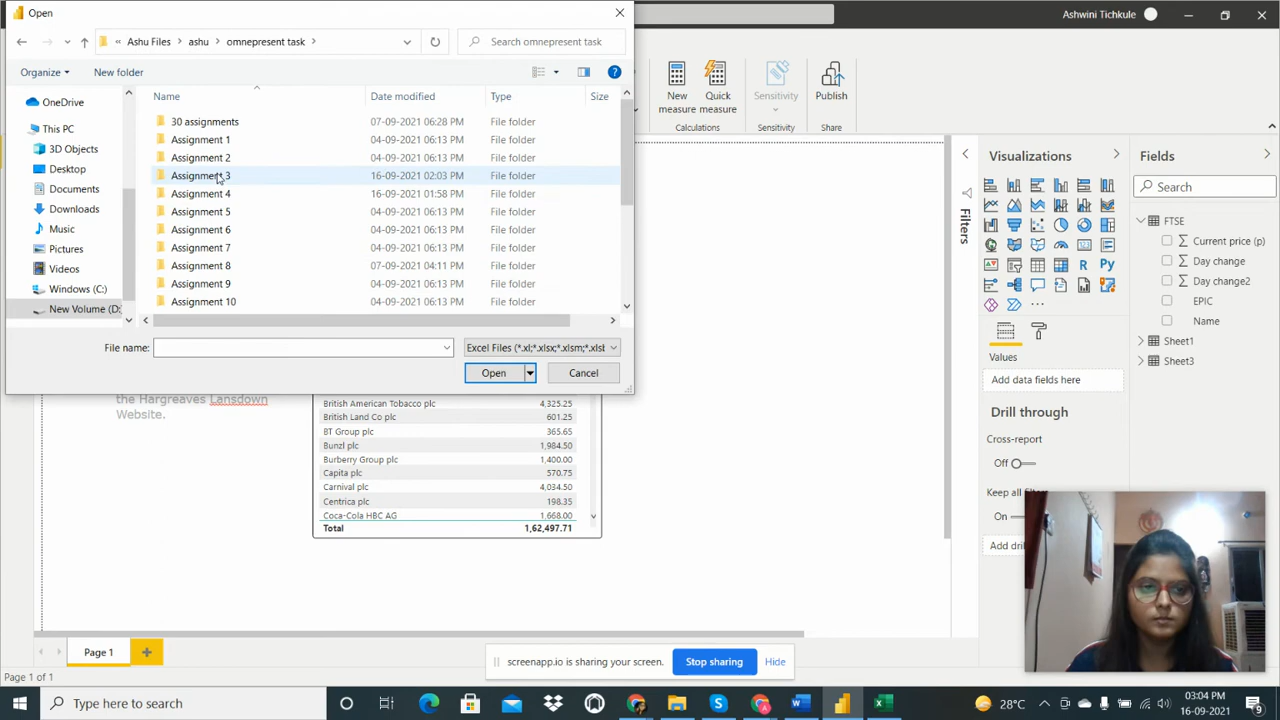 Open
Ashwini Tichkule
« Ashu Files > ashu > omnepresent task >
Search omnepresent task
Organize
New folder
Name
Date modified
Type
Size
OneDrive
This PC
3D Objects
Desktop
Documents
Downloads
Music
Pictures
Videos
Windows (C:)
New Volume (D:
30 assignments 07-09-2021 06:28 PM File folder
Assignment 1 04-09-2021 06:13 PM File folder
Assignment 2 04-09-2021 06:13 PM File folder
Assignment 3 16-09-2021 02:03 PM File folder
Assignment 4 16-09-2021 01:58 PM File folder
Assignment 5 04-09-2021 06:13 PM File folder
Assignment 6 04-09-2021 06:13 PM File folder
Assignment 7 04-09-2021 06:13 PM File folder
Assignment 8 07-09-2021 04:11 PM File folder
Assignment 9 04-09-2021 06:13 PM File folder
Assignment 10 04-09-2021 06:13 PM File folder
File name:
Excel Files (*.xl;*.xlsx;*.xlsm;*.xlsb
Open
Cancel
New measure
Quick measure
Sensitivity
Publish
Calculations
Sensitivity
Share
Filters
Visualizations
R
Py
Values
Add data fields here
Drill through
Cross-report
Off
Keep all filt
On
Add dril
Fields
Search
FTSE
Current price (p)
Day change
Day change2
EPIC
Name
Sheet1
Sheet3
the Hargreaves Lansdown
Website.
British American Tobacco plc 4,325.25
British Land Co plc 601.25
BT Group plc 365.65
Bunzl plc 1,984.50
Burberry Group plc 1,400.00
Capita plc 570.75
Carnival plc 4,034.50
Centrica plc 198.35
Coca-Cola HBC AG 1,668.00
Total 1,62,497.71
Page 1
Page 1 of 1
screenapp.io is sharing your screen.
Stop sharing
Hide
Type here to search
28°C
03:04 PM
16-09-2021